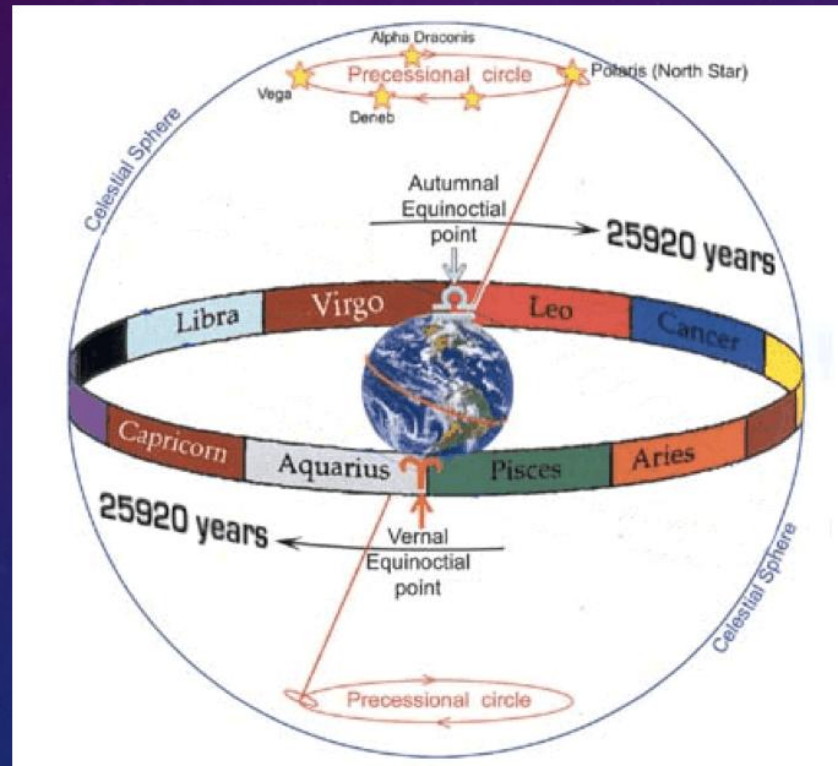 Alpha Draconis
Precessional circle
Polaris (North Star)
Vega
Deneb
Celestial Sphere
Autumnal
Equinoctial
point
25920 years
Libra
Virgo
Leo
Cancer
Capricorn
Aquarius
Pisces
Aries
25920 years
Vernal
Equinoctial
point
Celestial Sphere
Precessional circle